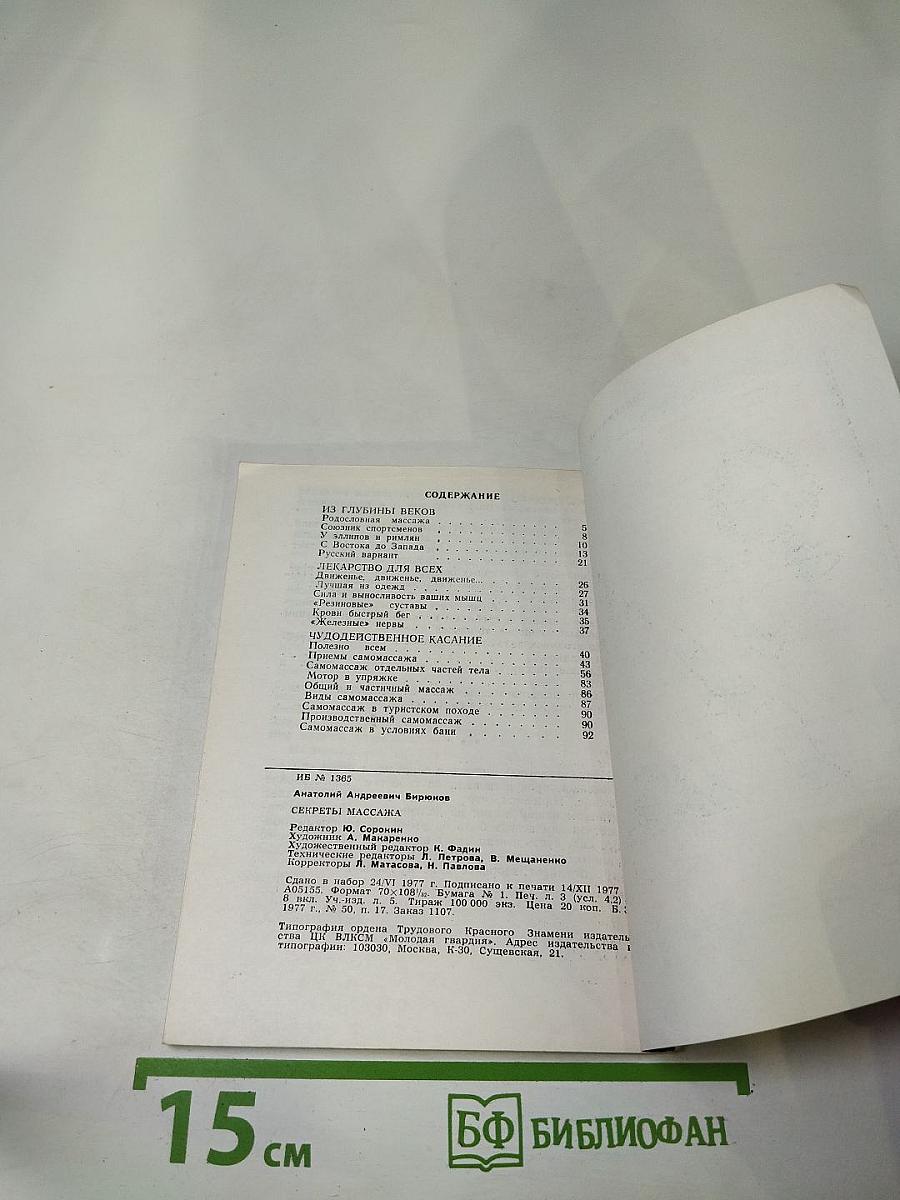 СОДЕРЖАНИЕ
ИЗ ГЛУБИНЫ ВЕКОВ
Родословная массажа 5
Союзник спортсменов 8
У эллинов и римлян 10
С Востока до Запада 13
Русский вариант 21
ЛЕКАРСТВО ДЛЯ ВСЕХ
Движенье, движенье, движенье... 26
Лучшая из одежд 27
Сила и выносливость ваших мышц 31
«Резиновые» суставы 34
Крови быстрый бег 35
«Железные» нервы 37
ЧУДОДЕЙСТВЕННОЕ КАСАНИЕ
Полезно всем 40
Приемы самомассажа 43
Самомассаж отдельных частей тела 56
Мотор в упряжке 83
Общий и частичный массаж 86
Виды самомассажа 87
Самомассаж в туристском походе 90
Производственный самомассаж 90
Самомассаж в условиях бани 92
ИБ № 1365
Анатолий Андреевич Бирюков
СЕКРЕТЫ МАССАЖА
Редактор Ю. Сорокин
Художник А. Макаренко
Художественный редактор К. Фадин
Технические редакторы Л. Петрова, В. Мещаненко
Корректоры Л. Матасова, Н. Павлова
Сдано в набор 24/VI 1977 г. Подписано к печати 14/XII 1977
А05155. Формат 70×108¹/₃₂. Бумага № 1. Печ. л. 3 (усл. 4,2)
8 вкл. Уч.-изд. л. 5. Тираж 100 000 экз. Цена 20 коп. Б.
1977 г., № 50, п. 17. Заказ 1107.
Типография ордена Трудового Красного Знамени издатель
ства ЦК ВЛКСМ «Молодая гвардия». Адрес издательства
типографии: 103030, Москва, К-30, Сущевская, 21.
15 см
БФ БИБЛИОФАН